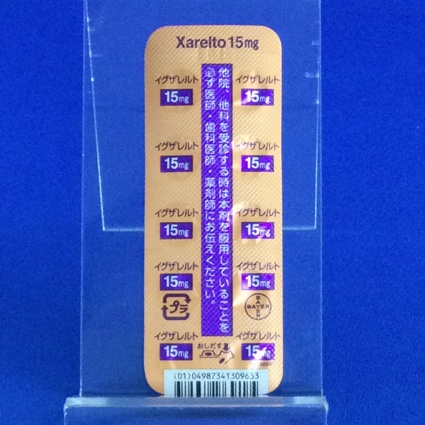 Xarelto 15mg
イグザレルト
15mg
イグザレルト
15mg
他院、他科を受診する時は本剤を服用していることを
必ず医師・歯科医師・薬剤師にお伝えください。
イグザレルト
15mg
イグザレルト
15mg
イグザレルト
15mg
イグザレルト
15mg
イグザレルト
15mg
イグザレルト
15mg
プラ
BAYER
BAYER
おしだす
イグザレルト
15mg
イグザレルト
15mg
(01)04987341309653